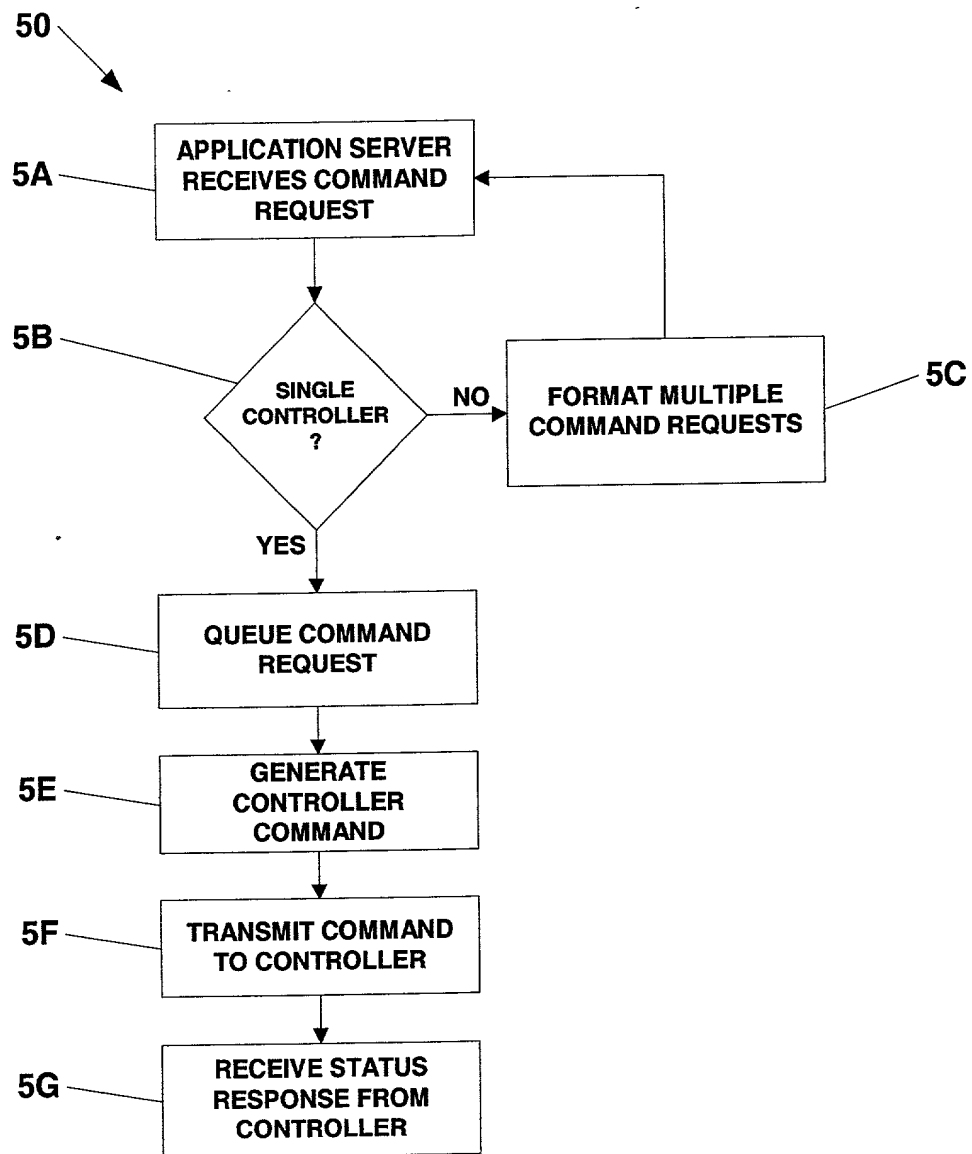 50
5A
APPLICATION SERVER
RECEIVES COMMAND
REQUEST
5B
SINGLE
CONTROLLER
?
NO
FORMAT MULTIPLE
COMMAND REQUESTS
5C
YES
5D
QUEUE COMMAND
REQUEST
5E
GENERATE
CONTROLLER
COMMAND
5F
TRANSMIT COMMAND
TO CONTROLLER
5G
RECEIVE STATUS
RESPONSE FROM
CONTROLLER